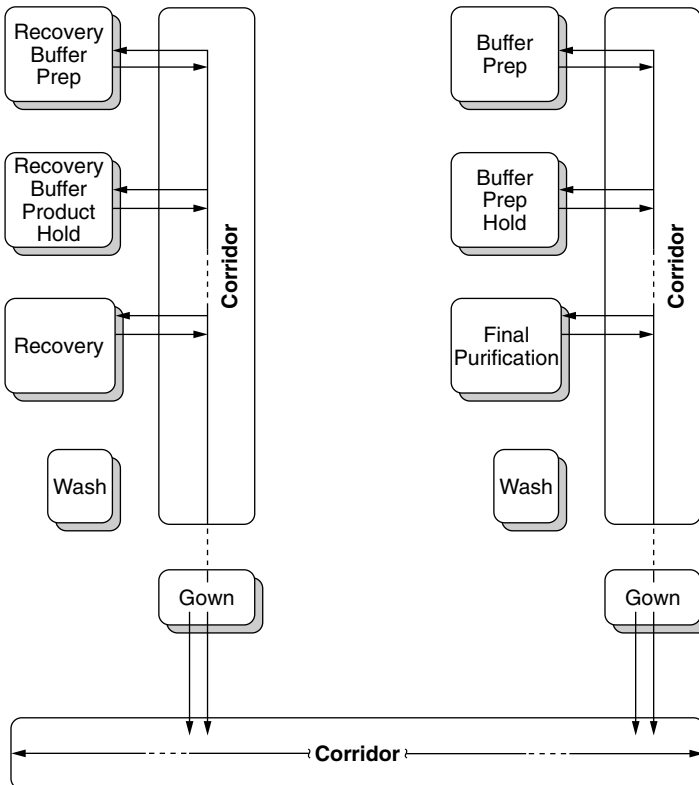 Recovery
Buffer
Prep
Buffer
Prep
Recovery
Buffer
Product
Hold
Corridor
Buffer
Prep
Hold
Corridor
Recovery
Final
Purification
Wash
Wash
Gown
Gown
Corridor